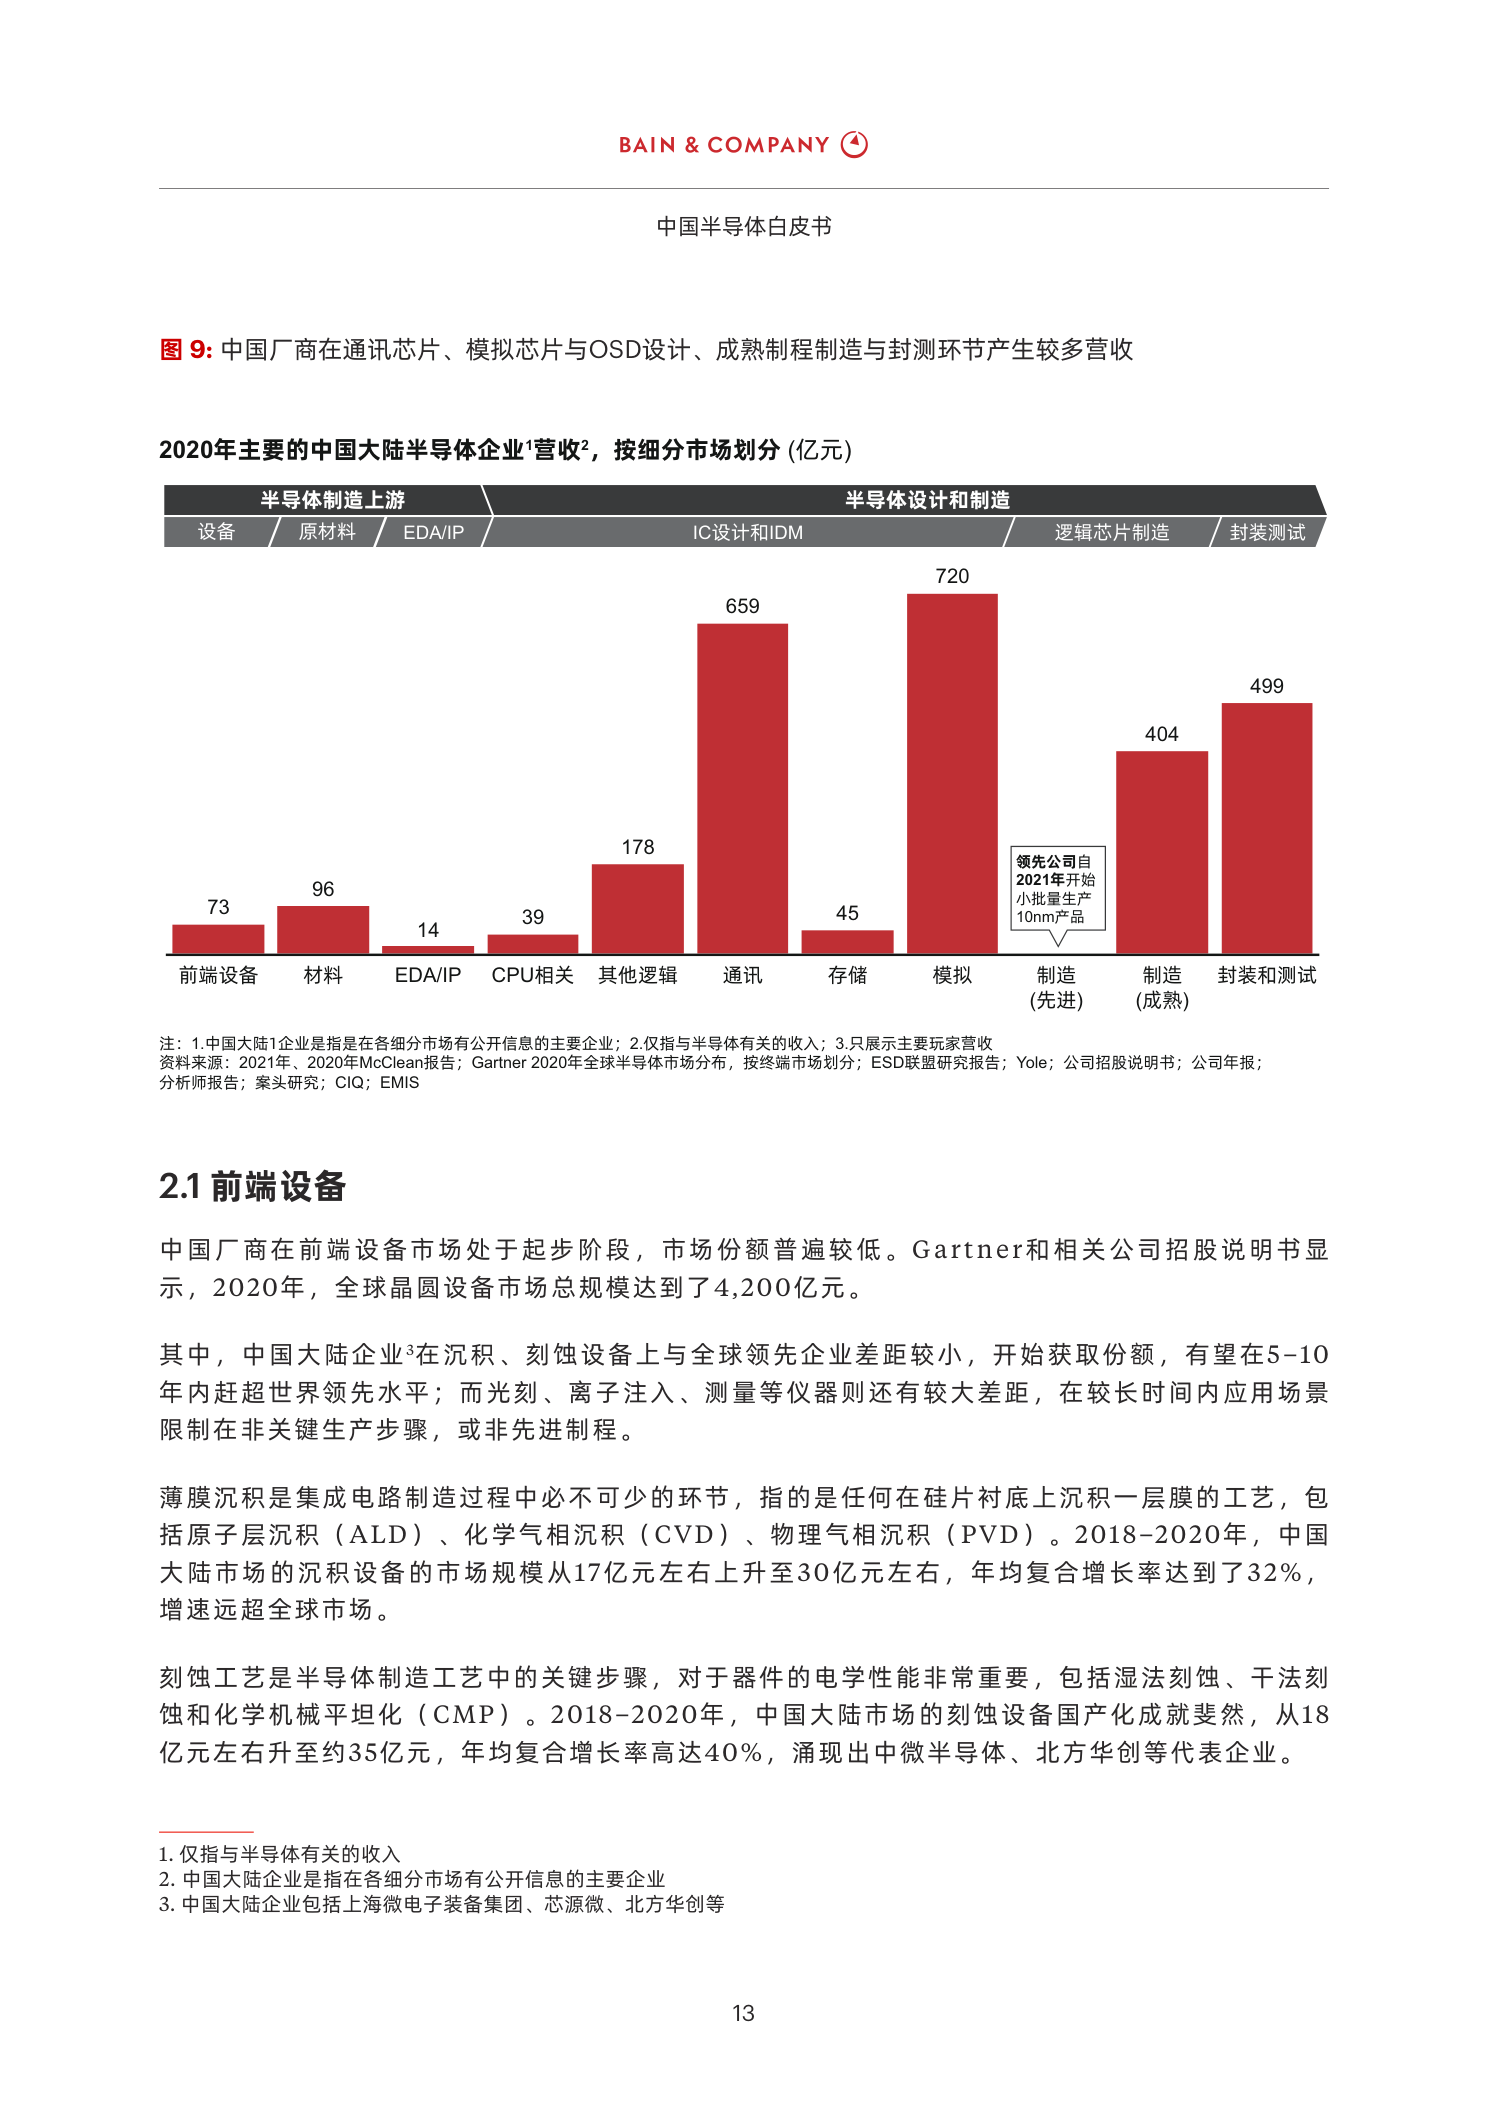 BAIN & COMPANY
中国半导体白皮书
图 9: 中国厂商在通讯芯片、模拟芯片与OSD设计、成熟制程制造与封测环节产生较多营收
2020年主要的中国大陆半导体企业¹营收²，按细分市场划分 (亿元)
半导体制造上游 半导体设计和制造
设备 原材料 EDA/IP IC设计和IDM 逻辑芯片制造 封装测试
73 96 14 39 178 659 45 720 404 499
领先公司自
2021年开始
小批量生产
10nm产品
前端设备 材料 EDA/IP CPU相关 其他逻辑 通讯 存储 模拟 制造 制造 封装和测试
(先进) (成熟)
注：1.中国大陆1企业是指是在各细分市场有公开信息的主要企业；2.仅指与半导体有关的收入；3.只展示主要玩家营收
资料来源：2021年、2020年McClean报告；Gartner 2020年全球半导体市场分布，按终端市场划分；ESD联盟研究报告；Yole；公司招股说明书；公司年报；
分析师报告；案头研究；CIQ；EMIS
2.1 前端设备
中国厂商在前端设备市场处于起步阶段，市场份额普遍较低。Gartner和相关公司招股说明书显
示，2020年，全球晶圆设备市场总规模达到了4,200亿元。
其中，中国大陆企业³在沉积、刻蚀设备上与全球领先企业差距较小，开始获取份额，有望在5–10
年内赶超世界领先水平；而光刻、离子注入、测量等仪器则还有较大差距，在较长时间内应用场景
限制在非关键生产步骤，或非先进制程。
薄膜沉积是集成电路制造过程中必不可少的环节，指的是任何在硅片衬底上沉积一层膜的工艺，包
括原子层沉积（ALD）、化学气相沉积（CVD）、物理气相沉积（PVD）。2018–2020年，中国
大陆市场的沉积设备的市场规模从17亿元左右上升至30亿元左右，年均复合增长率达到了32%，
增速远超全球市场。
刻蚀工艺是半导体制造工艺中的关键步骤，对于器件的电学性能非常重要，包括湿法刻蚀、干法刻
蚀和化学机械平坦化（CMP）。2018–2020年，中国大陆市场的刻蚀设备国产化成就斐然，从18
亿元左右升至约35亿元，年均复合增长率高达40%，涌现出中微半导体、北方华创等代表企业。
1. 仅指与半导体有关的收入
2. 中国大陆企业是指在各细分市场有公开信息的主要企业
3. 中国大陆企业包括上海微电子装备集团、芯源微、北方华创等
13